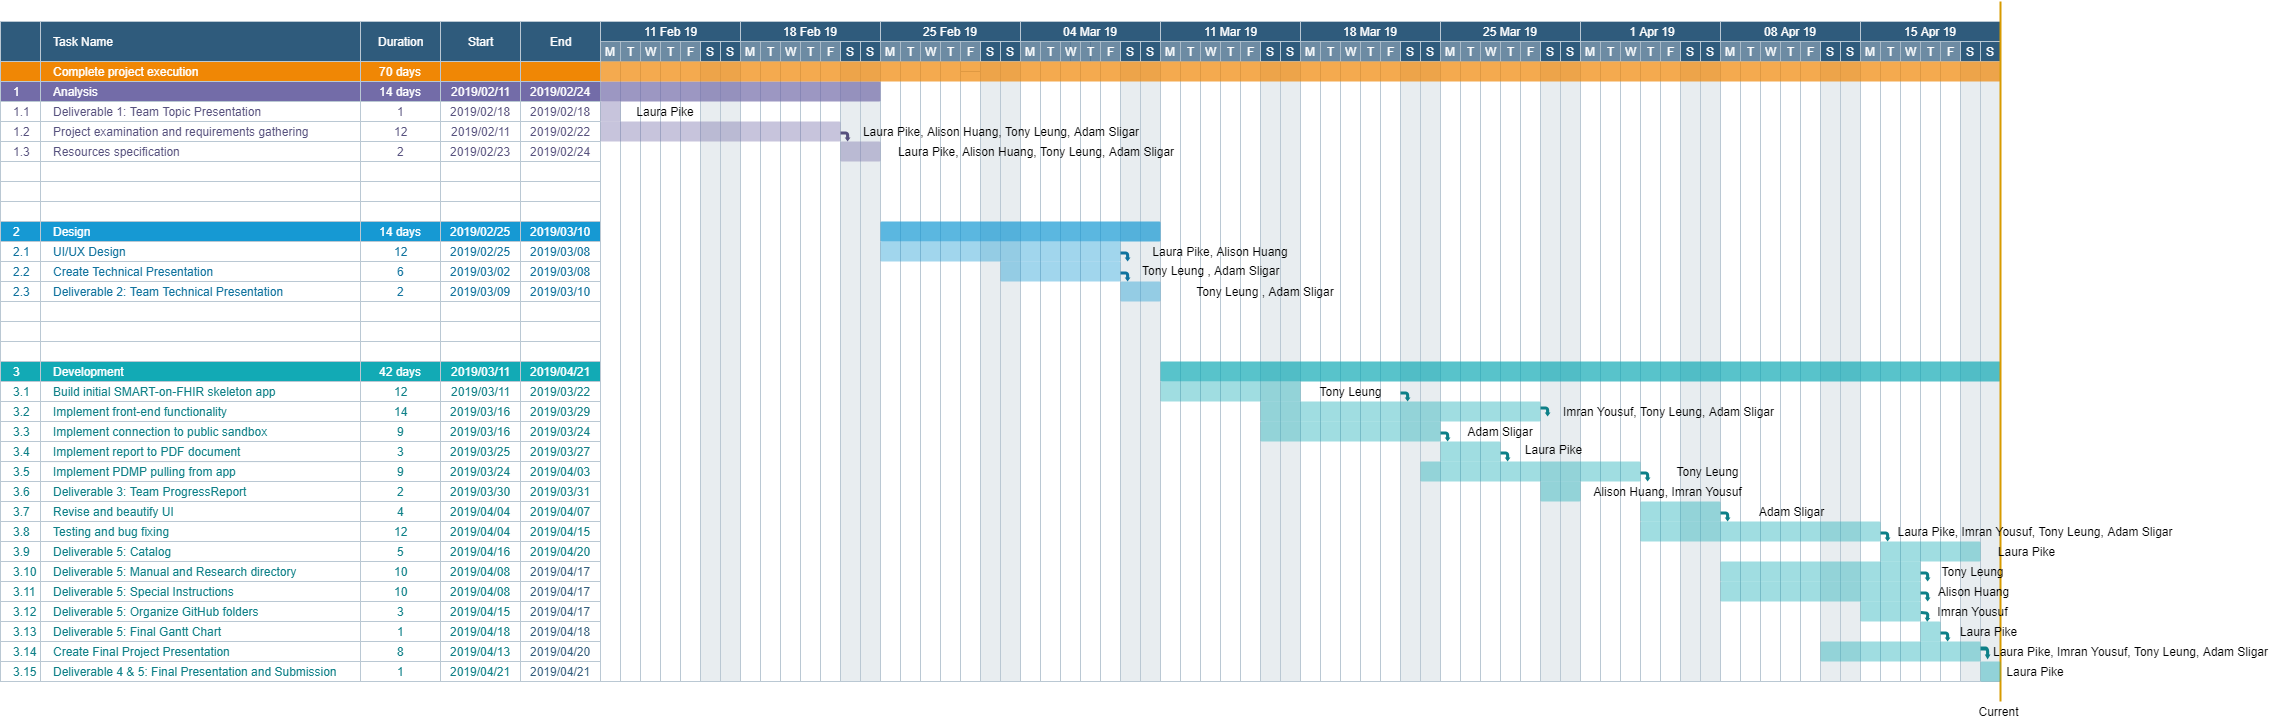 Task Name Duration Start End 11 Feb 19 18 Feb 19 25 Feb 19 04 Mar 19 11 Mar 19 18 Mar 19 25 Mar 19 1 Apr 19 08 Apr 19 15 Apr 19
M T W T F S S M T W T F S S M T W T F S S M T W T F S S M T W T F S S M T W T F S S M T W T F S S M T W T F S S M T W T F S S M T W T F S S
Complete project execution 70 days
1 Analysis 14 days 2019/02/11 2019/02/24
1.1 Deliverable 1: Team Topic Presentation 1 2019/02/18 2019/02/18 Laura Pike
1.2 Project examination and requirements gathering 12 2019/02/11 2019/02/22 Laura Pike, Alison Huang, Tony Leung, Adam Sligar
1.3 Resources specification 2 2019/02/23 2019/02/24 Laura Pike, Alison Huang, Tony Leung, Adam Sligar
2 Design 14 days 2019/02/25 2019/03/10
2.1 UI/UX Design 12 2019/02/25 2019/03/08 Laura Pike, Alison Huang
2.2 Create Technical Presentation 6 2019/03/02 2019/03/08 Tony Leung , Adam Sligar
2.3 Deliverable 2: Team Technical Presentation 2 2019/03/09 2019/03/10 Tony Leung , Adam Sligar
3 Development 42 days 2019/03/11 2019/04/21
3.1 Build initial SMART-on-FHIR skeleton app 12 2019/03/11 2019/03/22 Tony Leung
3.2 Implement front-end functionality 14 2019/03/16 2019/03/29 Imran Yousuf, Tony Leung, Adam Sligar
3.3 Implement connection to public sandbox 9 2019/03/16 2019/03/24 Adam Sligar
3.4 Implement report to PDF document 3 2019/03/25 2019/03/27 Laura Pike
3.5 Implement PDMP pulling from app 9 2019/03/24 2019/04/03 Tony Leung
3.6 Deliverable 3: Team ProgressReport 2 2019/03/30 2019/03/31 Alison Huang, Imran Yousuf
3.7 Revise and beautify UI 4 2019/04/04 2019/04/07 Adam Sligar
3.8 Testing and bug fixing 12 2019/04/04 2019/04/15 Laura Pike, Imran Yousuf, Tony Leung, Adam Sligar
3.9 Deliverable 5: Catalog 5 2019/04/16 2019/04/20 Laura Pike
3.10 Deliverable 5: Manual and Research directory 10 2019/04/08 2019/04/17 Tony Leung
3.11 Deliverable 5: Special Instructions 10 2019/04/08 2019/04/17 Alison Huang
3.12 Deliverable 5: Organize GitHub folders 3 2019/04/15 2019/04/17 Imran Yousuf
3.13 Deliverable 5: Final Gantt Chart 1 2019/04/18 2019/04/18 Laura Pike
3.14 Create Final Project Presentation 8 2019/04/13 2019/04/20 Laura Pike, Imran Yousuf, Tony Leung, Adam Sligar
3.15 Deliverable 4 & 5: Final Presentation and Submission 1 2019/04/21 2019/04/21 Laura Pike
Current